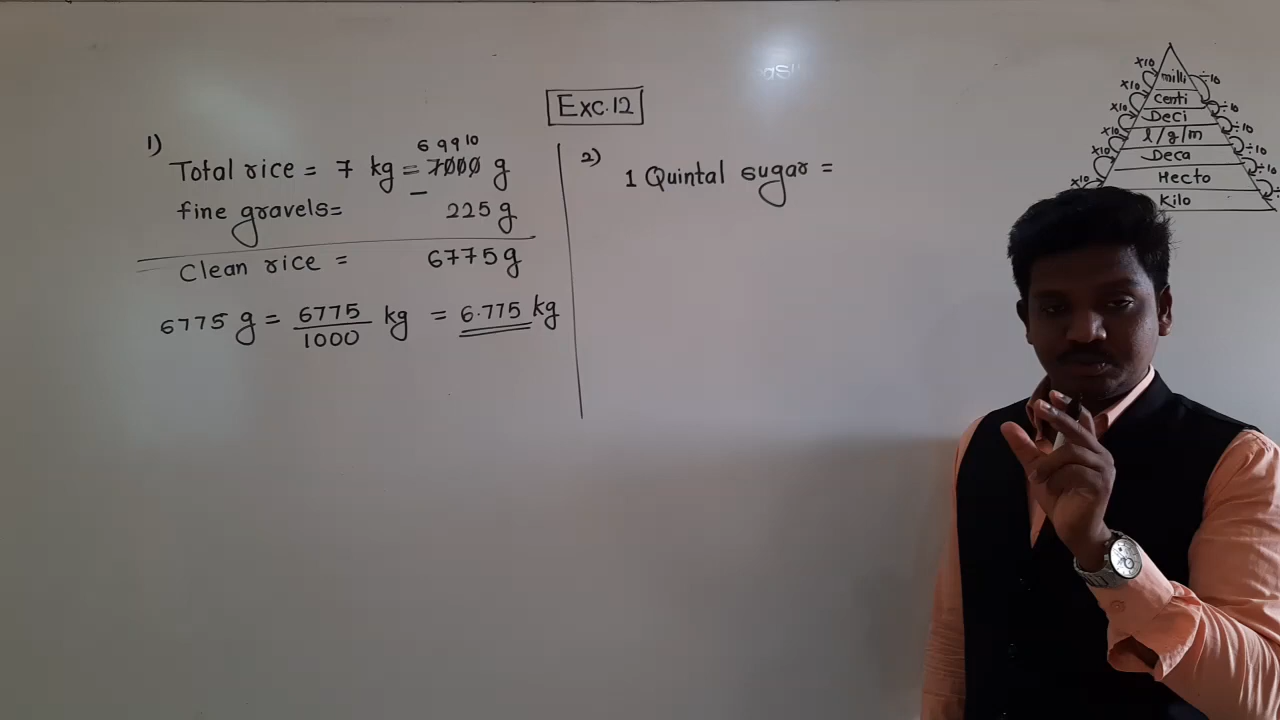 Exc.12
1)
6 9 9 10
Total rice = 7 kg = 7000 g
fine gravels= 225 g
Clean rice = 6775 g
6775 g = 6775/1000 kg = 6.775 kg
2)
1 Quintal sugar =
milli
Centi
Deci
l/g/m
Deca
Hecto
Kilo
×10
×10
×10
×10
×10
×10
÷10
÷10
÷10
÷10
÷10